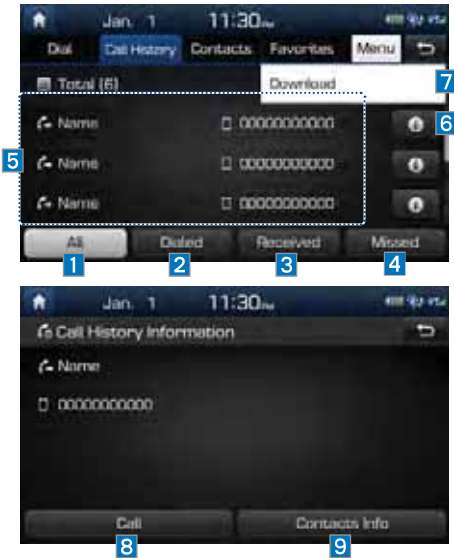 Jan. 1 11:30
Dial Call History Contacts Favorites Menu
Total (6) Download 7
Name 00000000000 6
5 Name 00000000000
Name 00000000000
All Dialed Received Missed
1 2 3 4
Jan. 1 11:30
Call History Information
Name
00000000000
Call Contacts Info
8 9